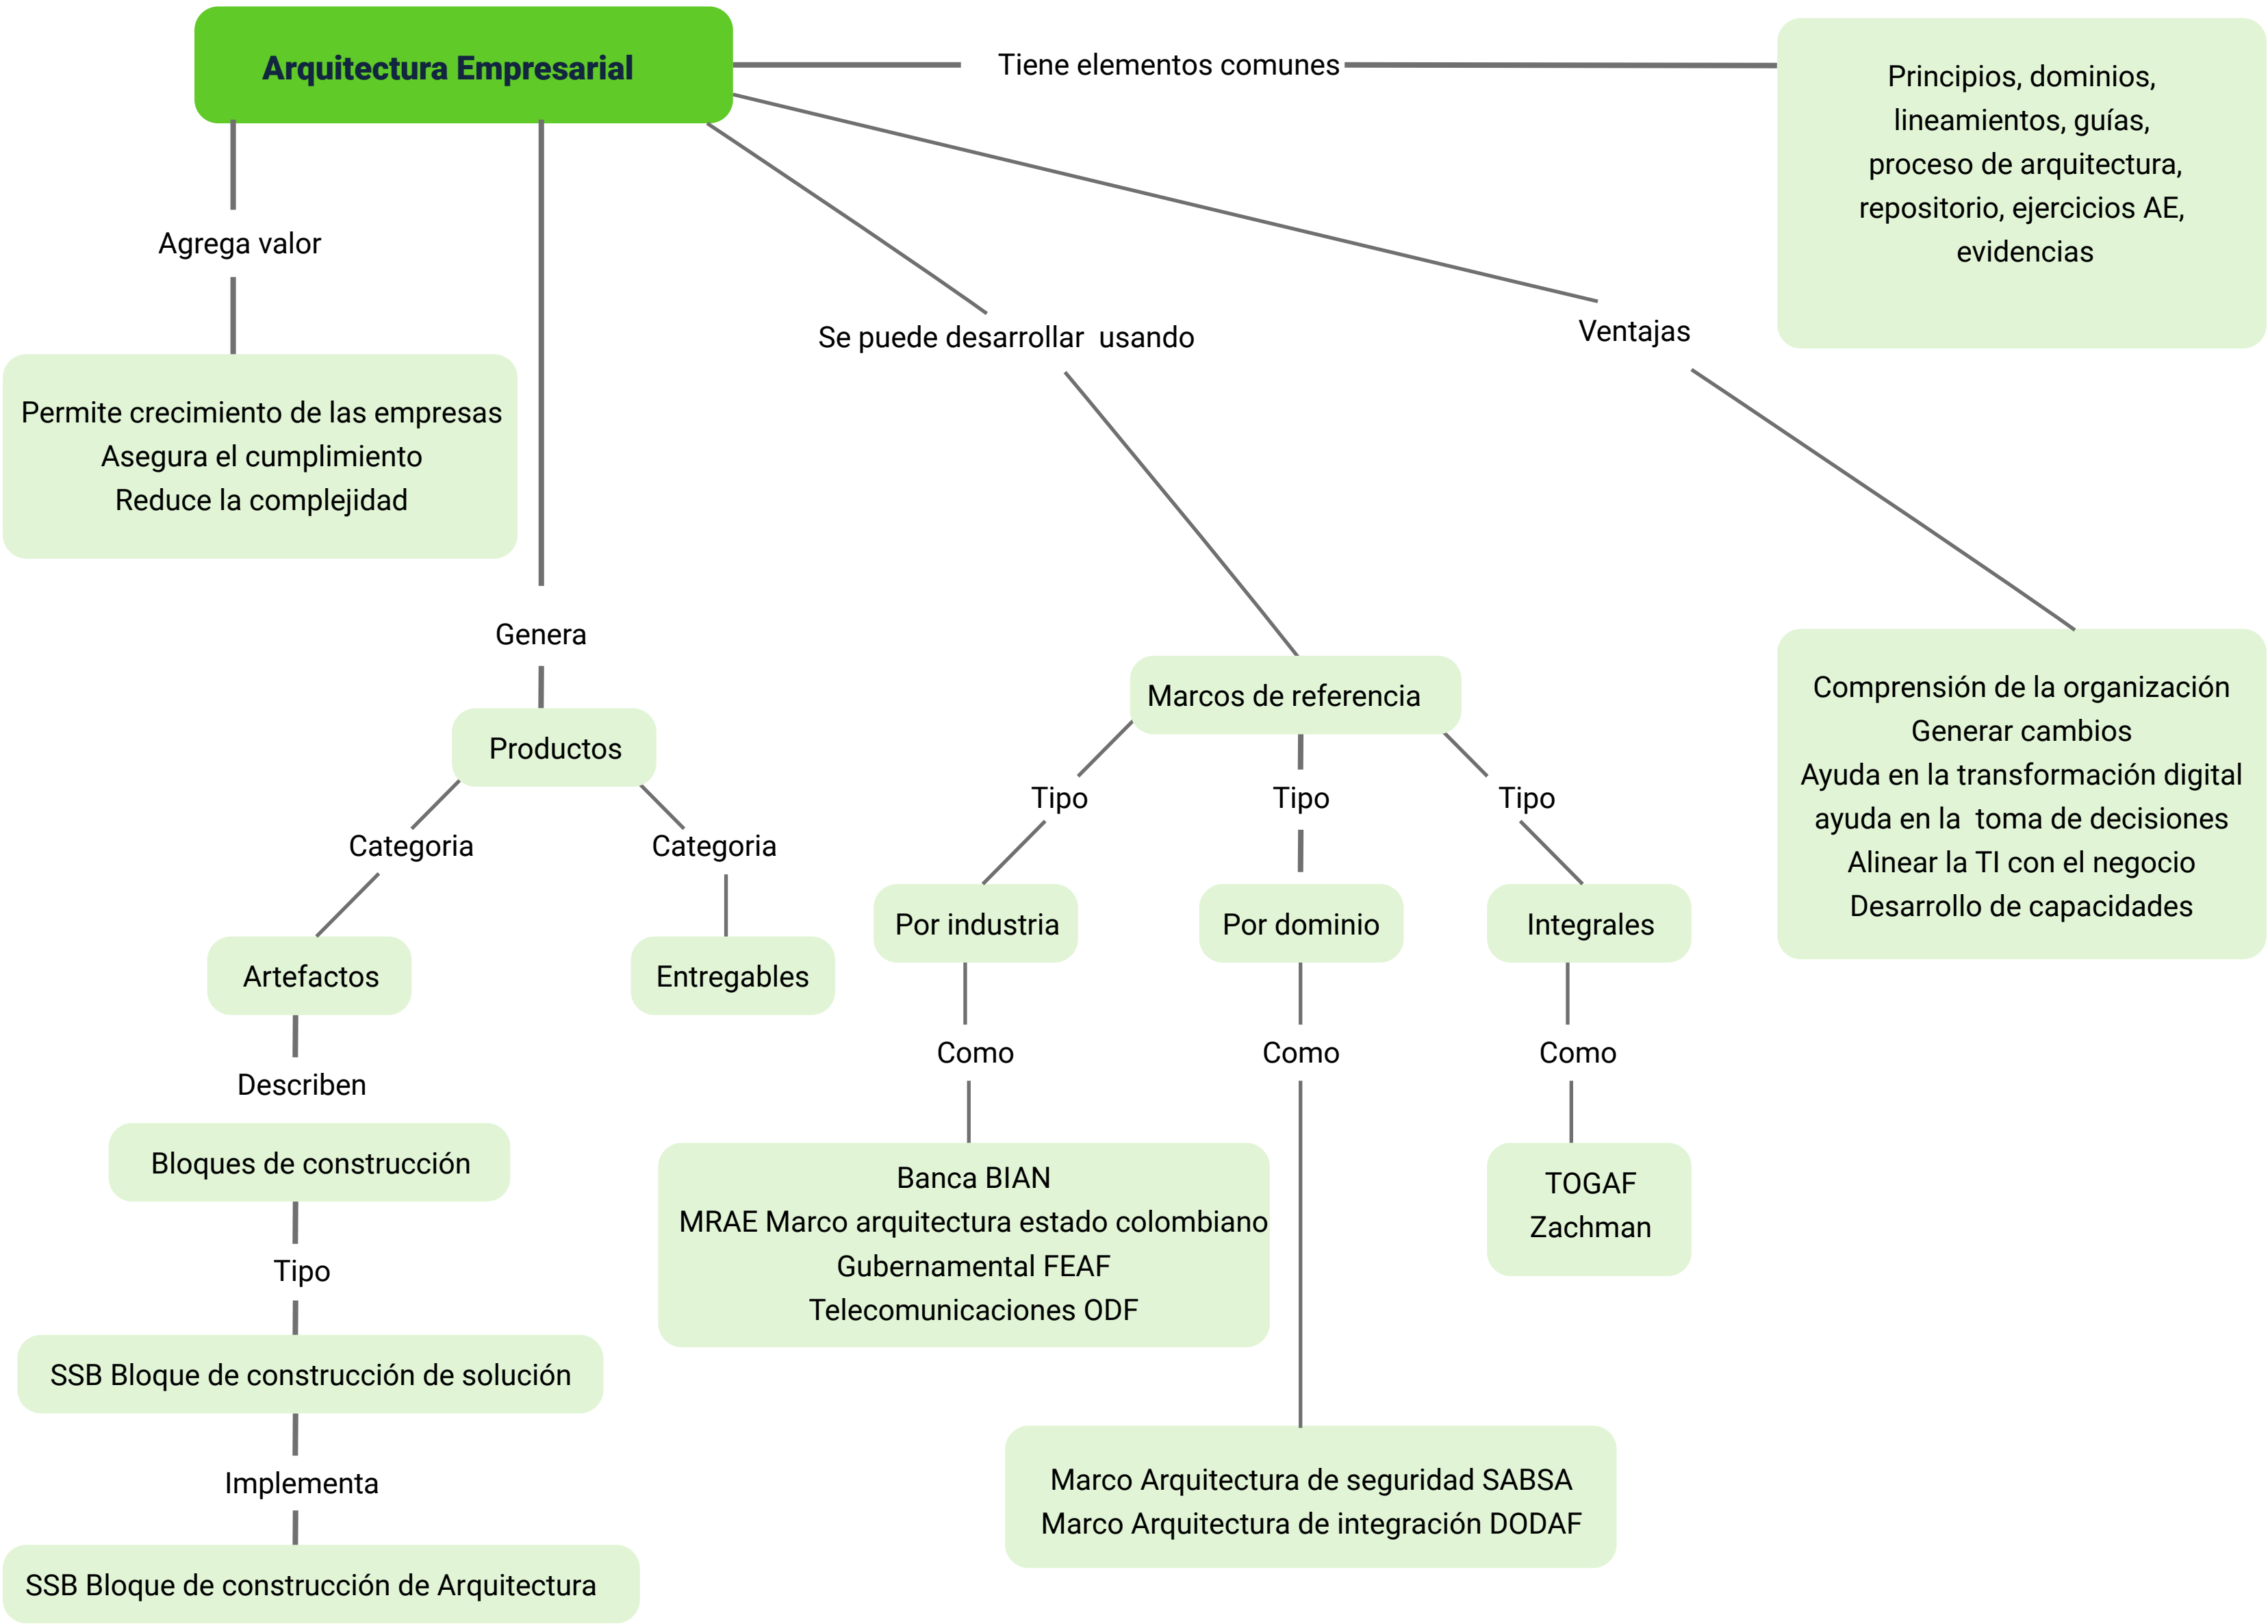 Arquitectura Empresarial
Tiene elementos comunes
Principios, dominios,
lineamientos, guías,
proceso de arquitectura,
repositorio, ejercicios AE,
evidencias
Agrega valor
Se puede desarrollar  usando
Ventajas
Permite crecimiento de las empresas
Asegura el cumplimiento
Reduce la complejidad
Genera
Productos
Categoria
Categoria
Artefactos
Entregables
Describen
Bloques de construcción
Tipo
SSB Bloque de construcción de solución
Implementa
SSB Bloque de construcción de Arquitectura
Marcos de referencia
Tipo
Tipo
Tipo
Por industria
Por dominio
Integrales
Como
Como
Como
Banca BIAN
MRAE Marco arquitectura estado colombiano
Gubernamental FEAF
Telecomunicaciones ODF
TOGAF
Zachman
Marco Arquitectura de seguridad SABSA
Marco Arquitectura de integración DODAF
Comprensión de la organización
Generar cambios
Ayuda en la transformación digital
ayuda en la  toma de decisiones
Alinear la TI con el negocio
Desarrollo de capacidades